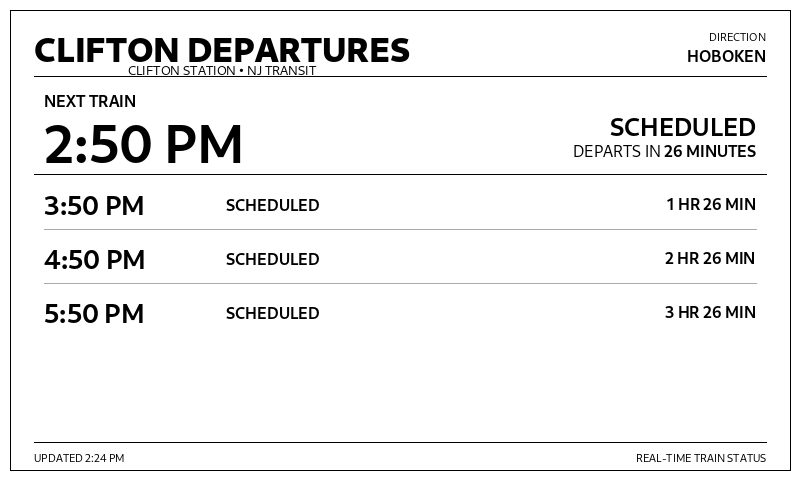 CLIFTON DEPARTURES
CLIFTON STATION • NJ TRANSIT
DIRECTION
HOBOKEN
NEXT TRAIN
2:50 PM
SCHEDULED
DEPARTS IN 26 MINUTES
3:50 PM SCHEDULED 1 HR 26 MIN
4:50 PM SCHEDULED 2 HR 26 MIN
5:50 PM SCHEDULED 3 HR 26 MIN
UPDATED 2:24 PM
REAL-TIME TRAIN STATUS